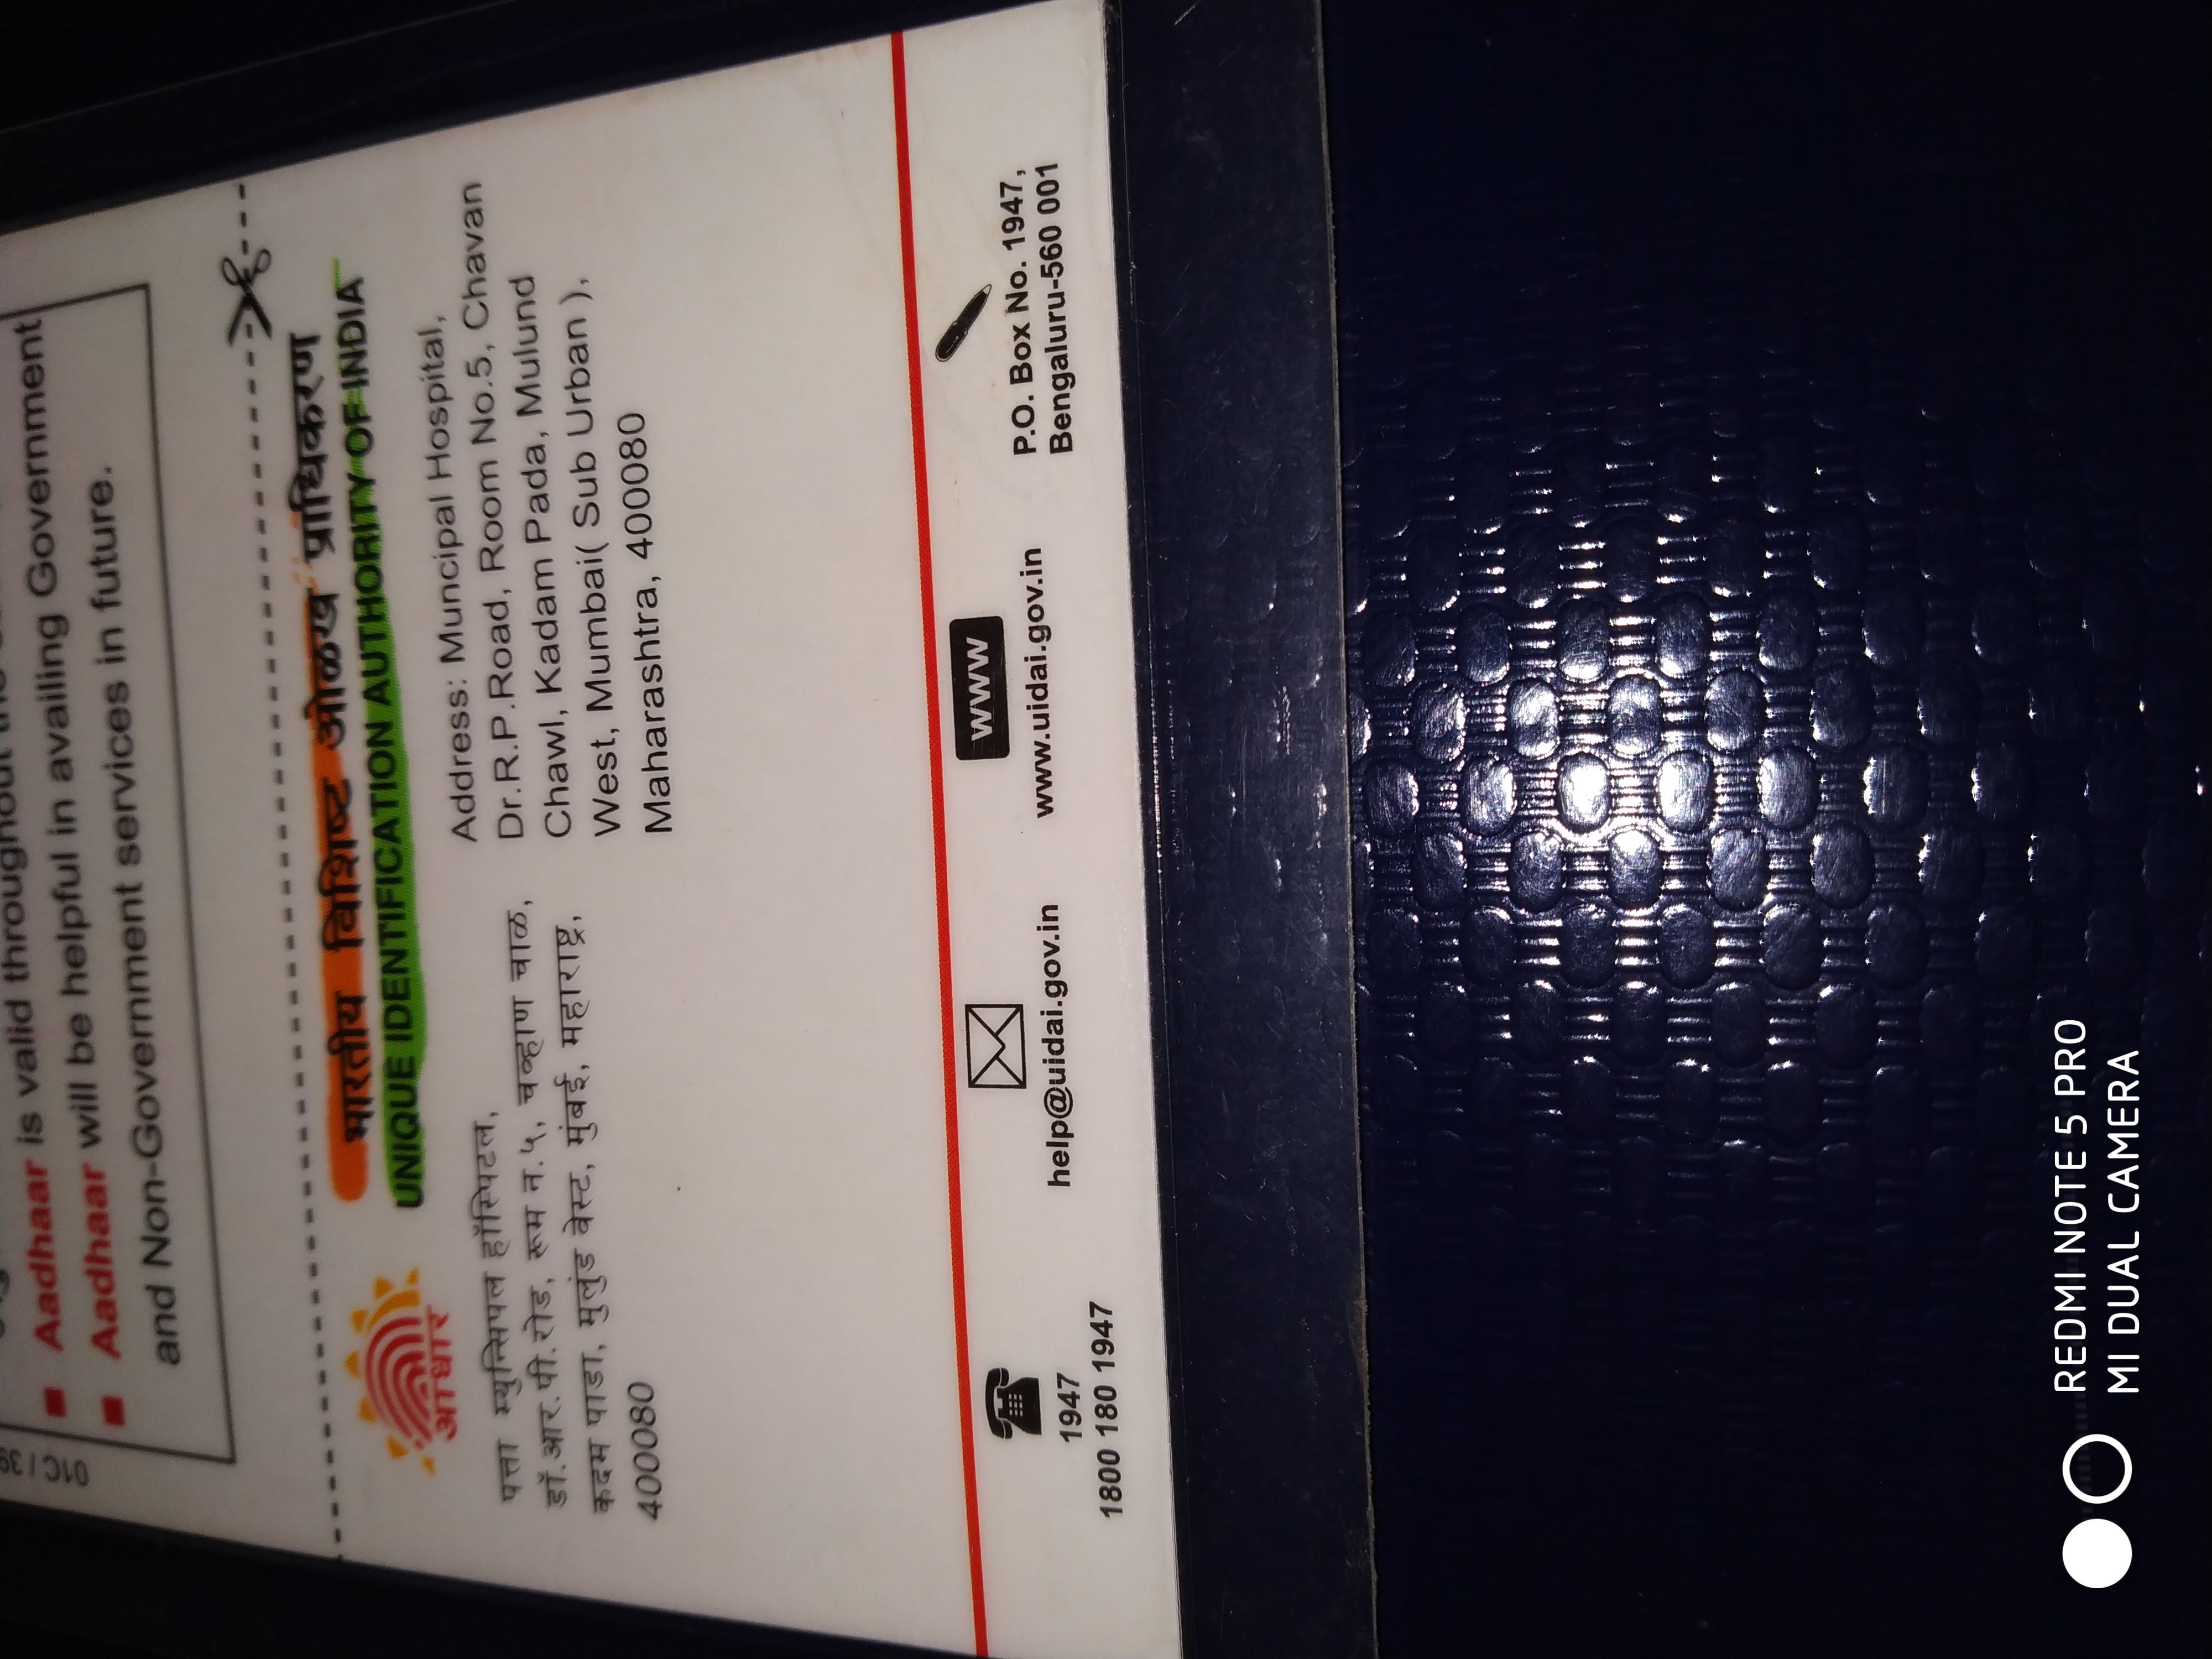 Aadhaar is valid throughout
Aadhaar will be helpful in availing Government
and Non-Government services in future.
भारतीय विशिष्ट ओळख प्राधिकरण
UNIQUE IDENTIFICATION AUTHORITY OF INDIA
आधार
पत्ता म्युन्सिपल हॉस्पिटल,
डॉ.आर.पी.रोड, रूम न.५, चव्हाण चाळ,
कदम पाडा, मुलुंड वेस्ट, मुंबई, महाराष्ट्र,
400080
Address: Muncipal Hospital,
Dr.R.P.Road, Room No.5, Chavan
Chawl, Kadam Pada, Mulund
West, Mumbai( Sub Urban ),
Maharashtra, 400080
1947
1800 180 1947
help@uidai.gov.in
www
www.uidai.gov.in
P.O. Box No. 1947,
Bengaluru-560 001
REDMI NOTE 5 PRO
MI DUAL CAMERA